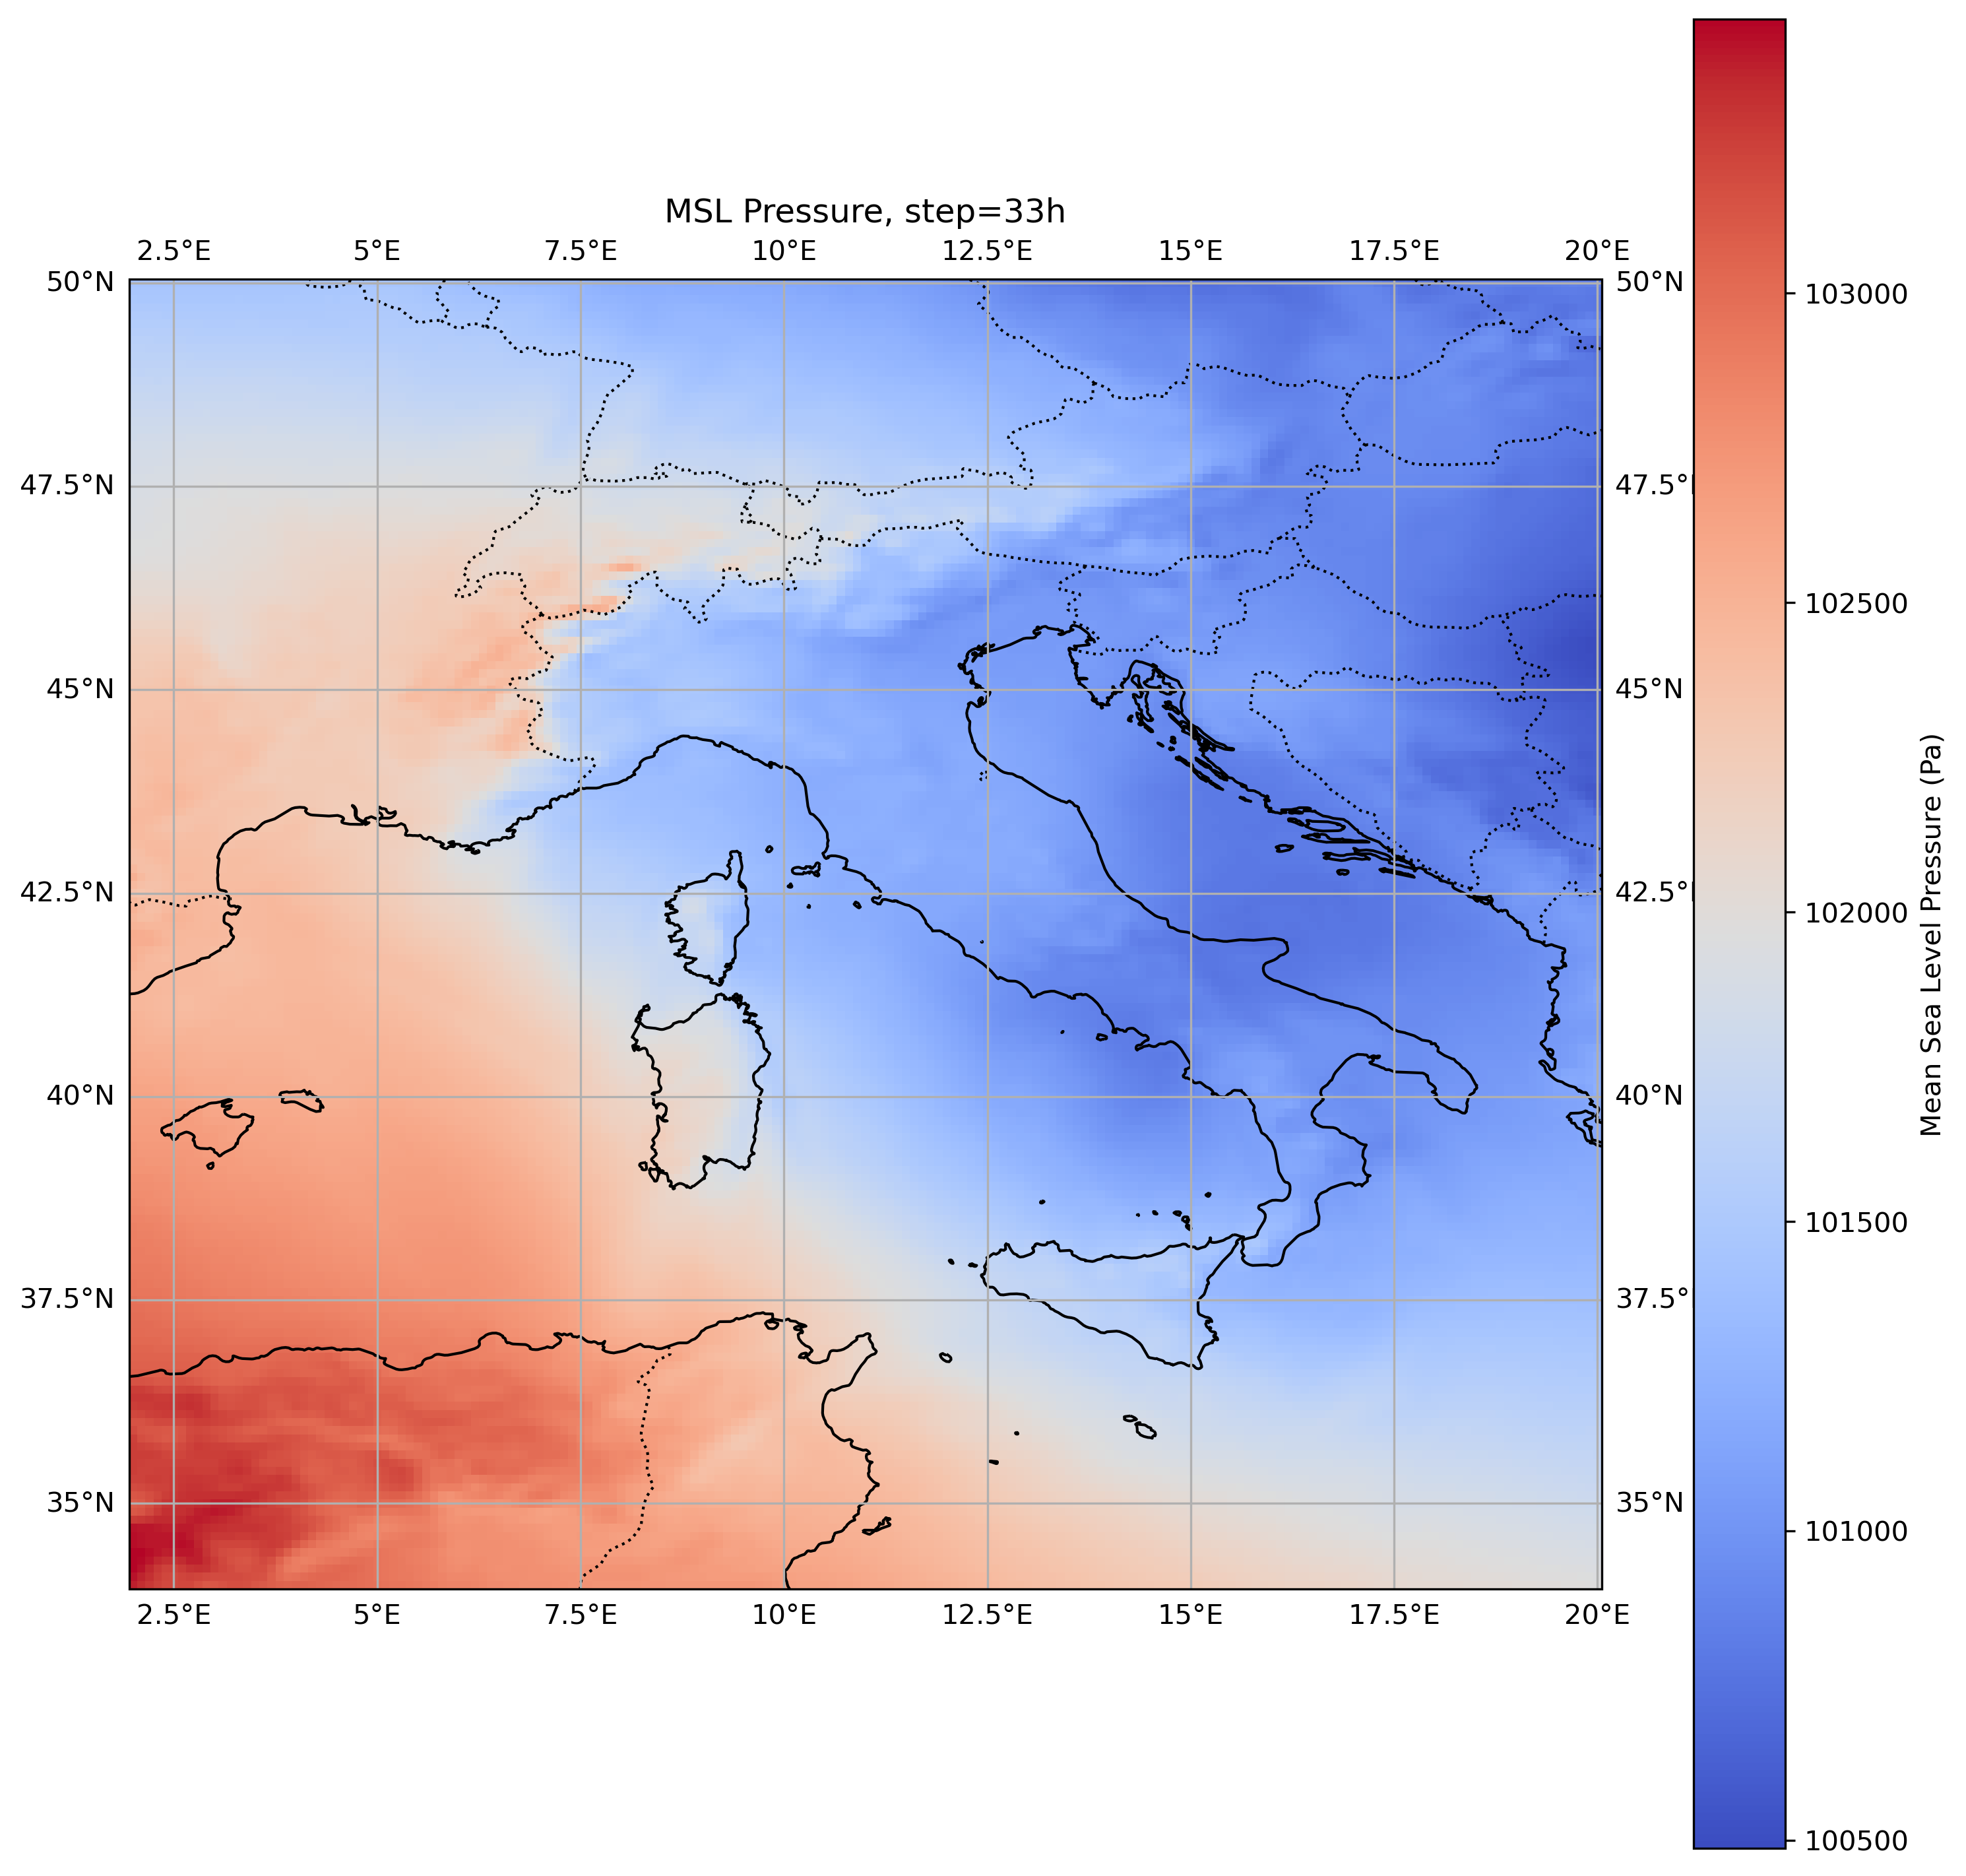 MSL Pressure, step=33h
2.5°E 5°E 7.5°E 10°E 12.5°E 15°E 17.5°E 20°E
50°N 50°N
103000
47.5°N 47.5°
102500
45°N 45°N
42.5°N 42.5°
102000
Mean Sea Level Pressure (Pa)
40°N 40°N
101500
37.5°N 37.5°
35°N 35°N
101000
2.5°E 5°E 7.5°E 10°E 12.5°E 15°E 17.5°E 20°E
100500